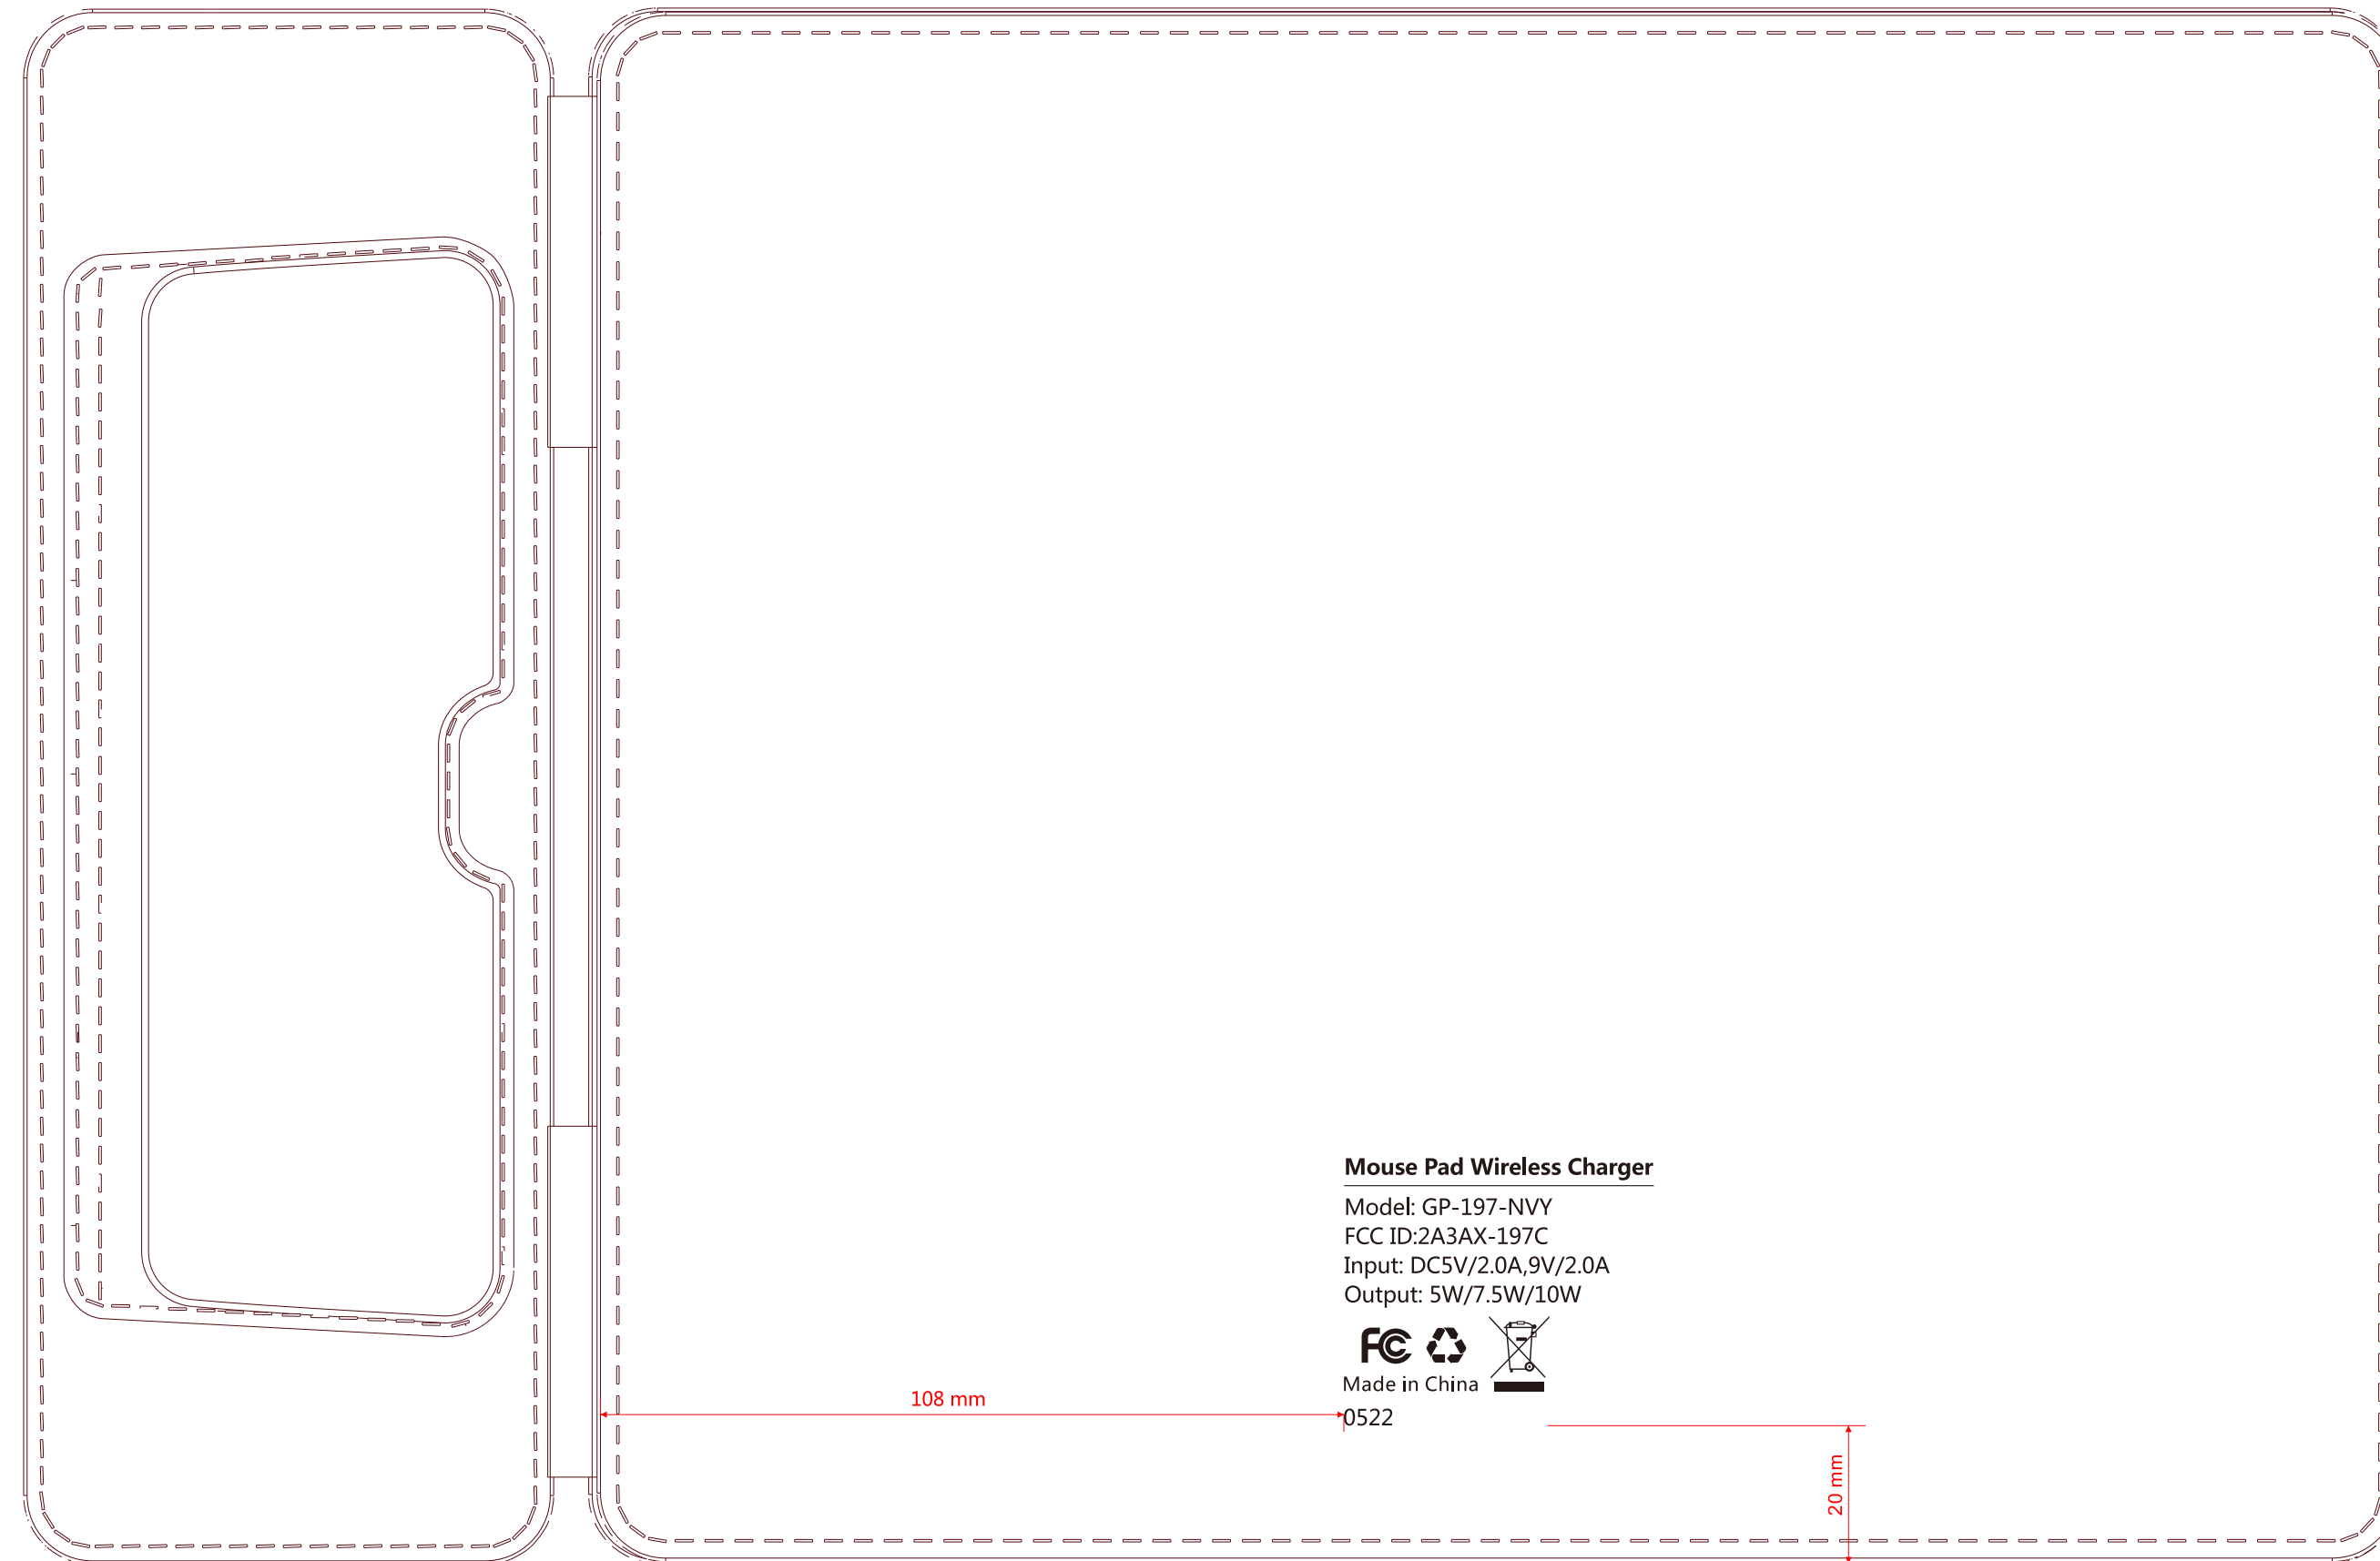 Mouse Pad Wireless Charger
Model: GP-197-NVY
FCC ID:2A3AX-197C
Input: DC5V/2.0A,9V/2.0A
Output: 5W/7.5W/10W
FC
Made in China
108 mm
0522
20 mm